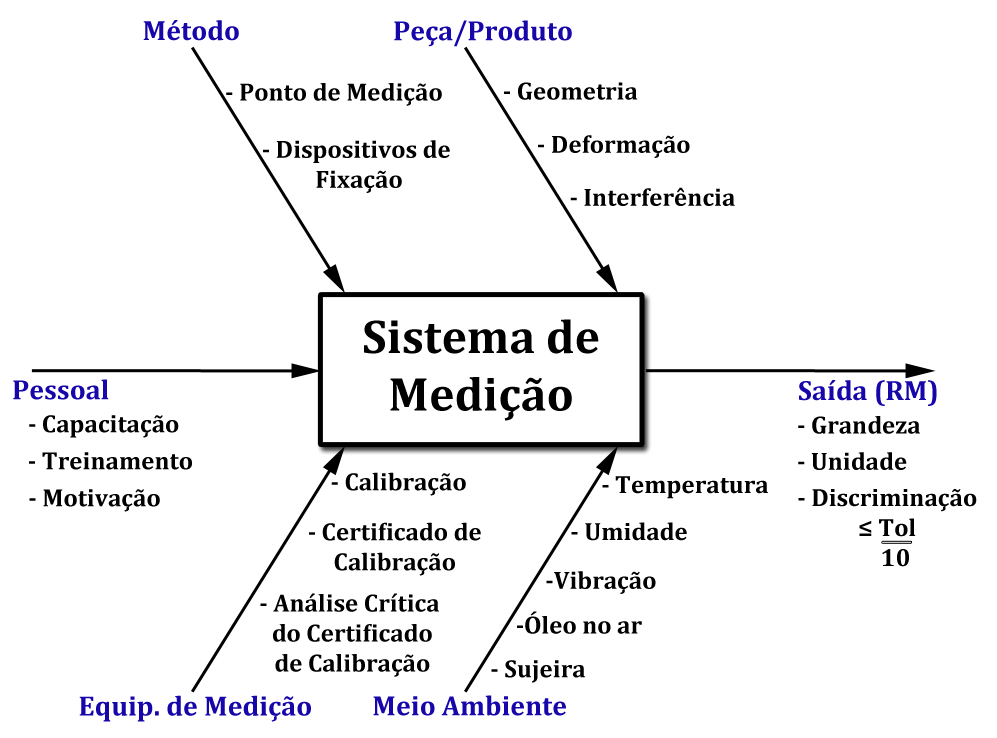 Método
- Ponto de Medição
- Dispositivos de
Fixação
Peça/Produto
- Geometria
- Deformação
- Interferência
Sistema de
Medição
Pessoal
- Capacitação
- Treinamento
- Motivação
Saída (RM)
- Grandeza
- Unidade
- Discriminação
≤ Tol
10
- Calibração
- Certificado de
Calibração
- Análise Crítica
do Certificado
de Calibração
Equip. de Medição
- Temperatura
- Umidade
-Vibração
-Óleo no ar
- Sujeira
Meio Ambiente